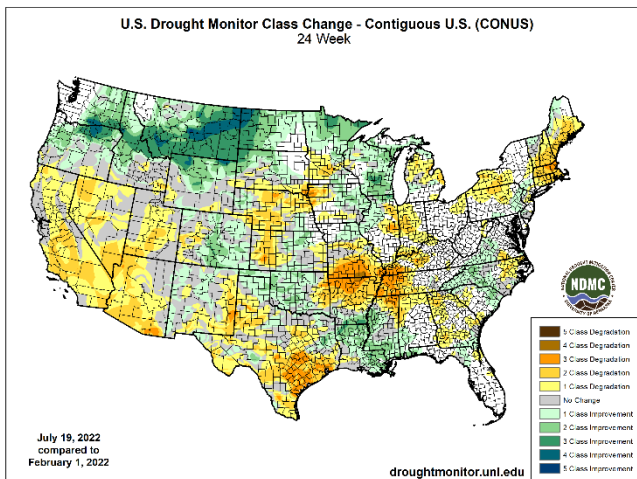 U.S. Drought Monitor Class Change - Contiguous U.S. (CONUS)
24 Week
NDMC
5 Class Degradation
4 Class Degradation
3 Class Degradation
2 Class Degradation
1 Class Degradation
No Change
1 Class Improvement
2 Class Improvement
3 Class Improvement
4 Class Improvement
5 Class Improvement
July 19, 2022
compared to
February 1, 2022
droughtmonitor.unl.edu